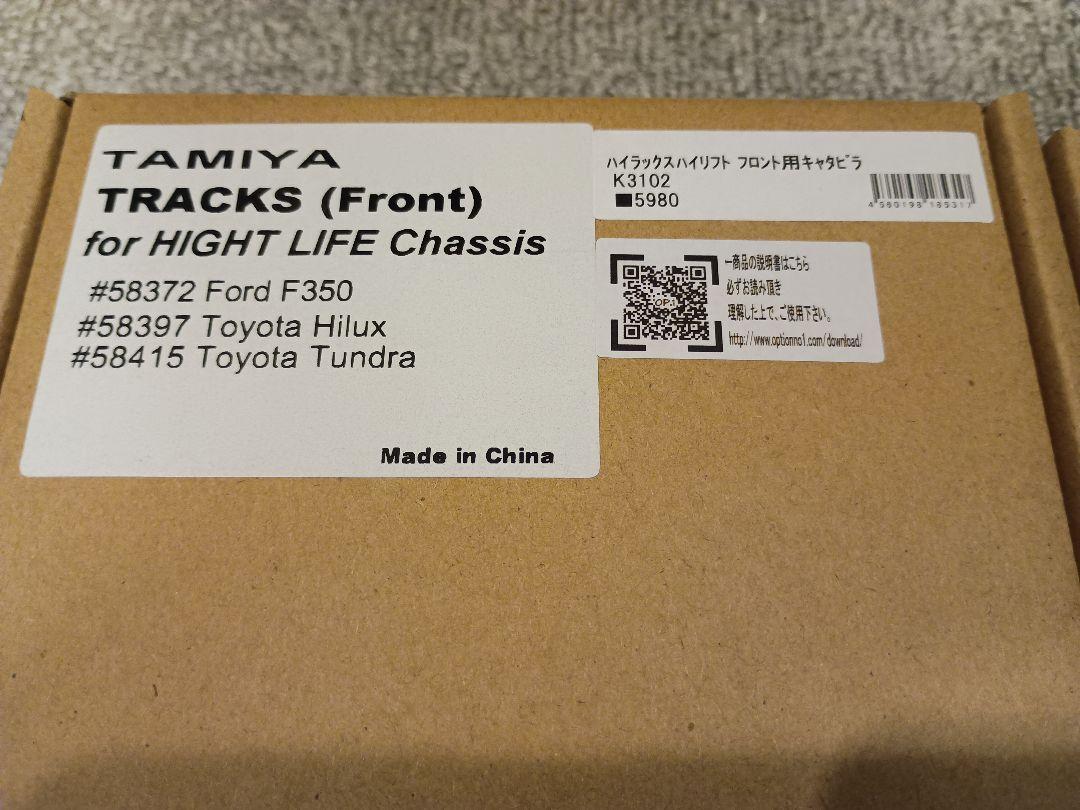 TAMIYA
TRACKS (Front)
for HIGHT LIFE Chassis
#58372 Ford F350
#58397 Toyota Hilux
#58415 Toyota Tundra
Made in China
ハイラックスハイリフト フロント用キャタピラ
K3102
■5980
4580198185317
OP.1
一商品の説明書はこちら
必ずお読み頂き
理解した上で、ご使用下さい。
http://www.optionno1.com/download/